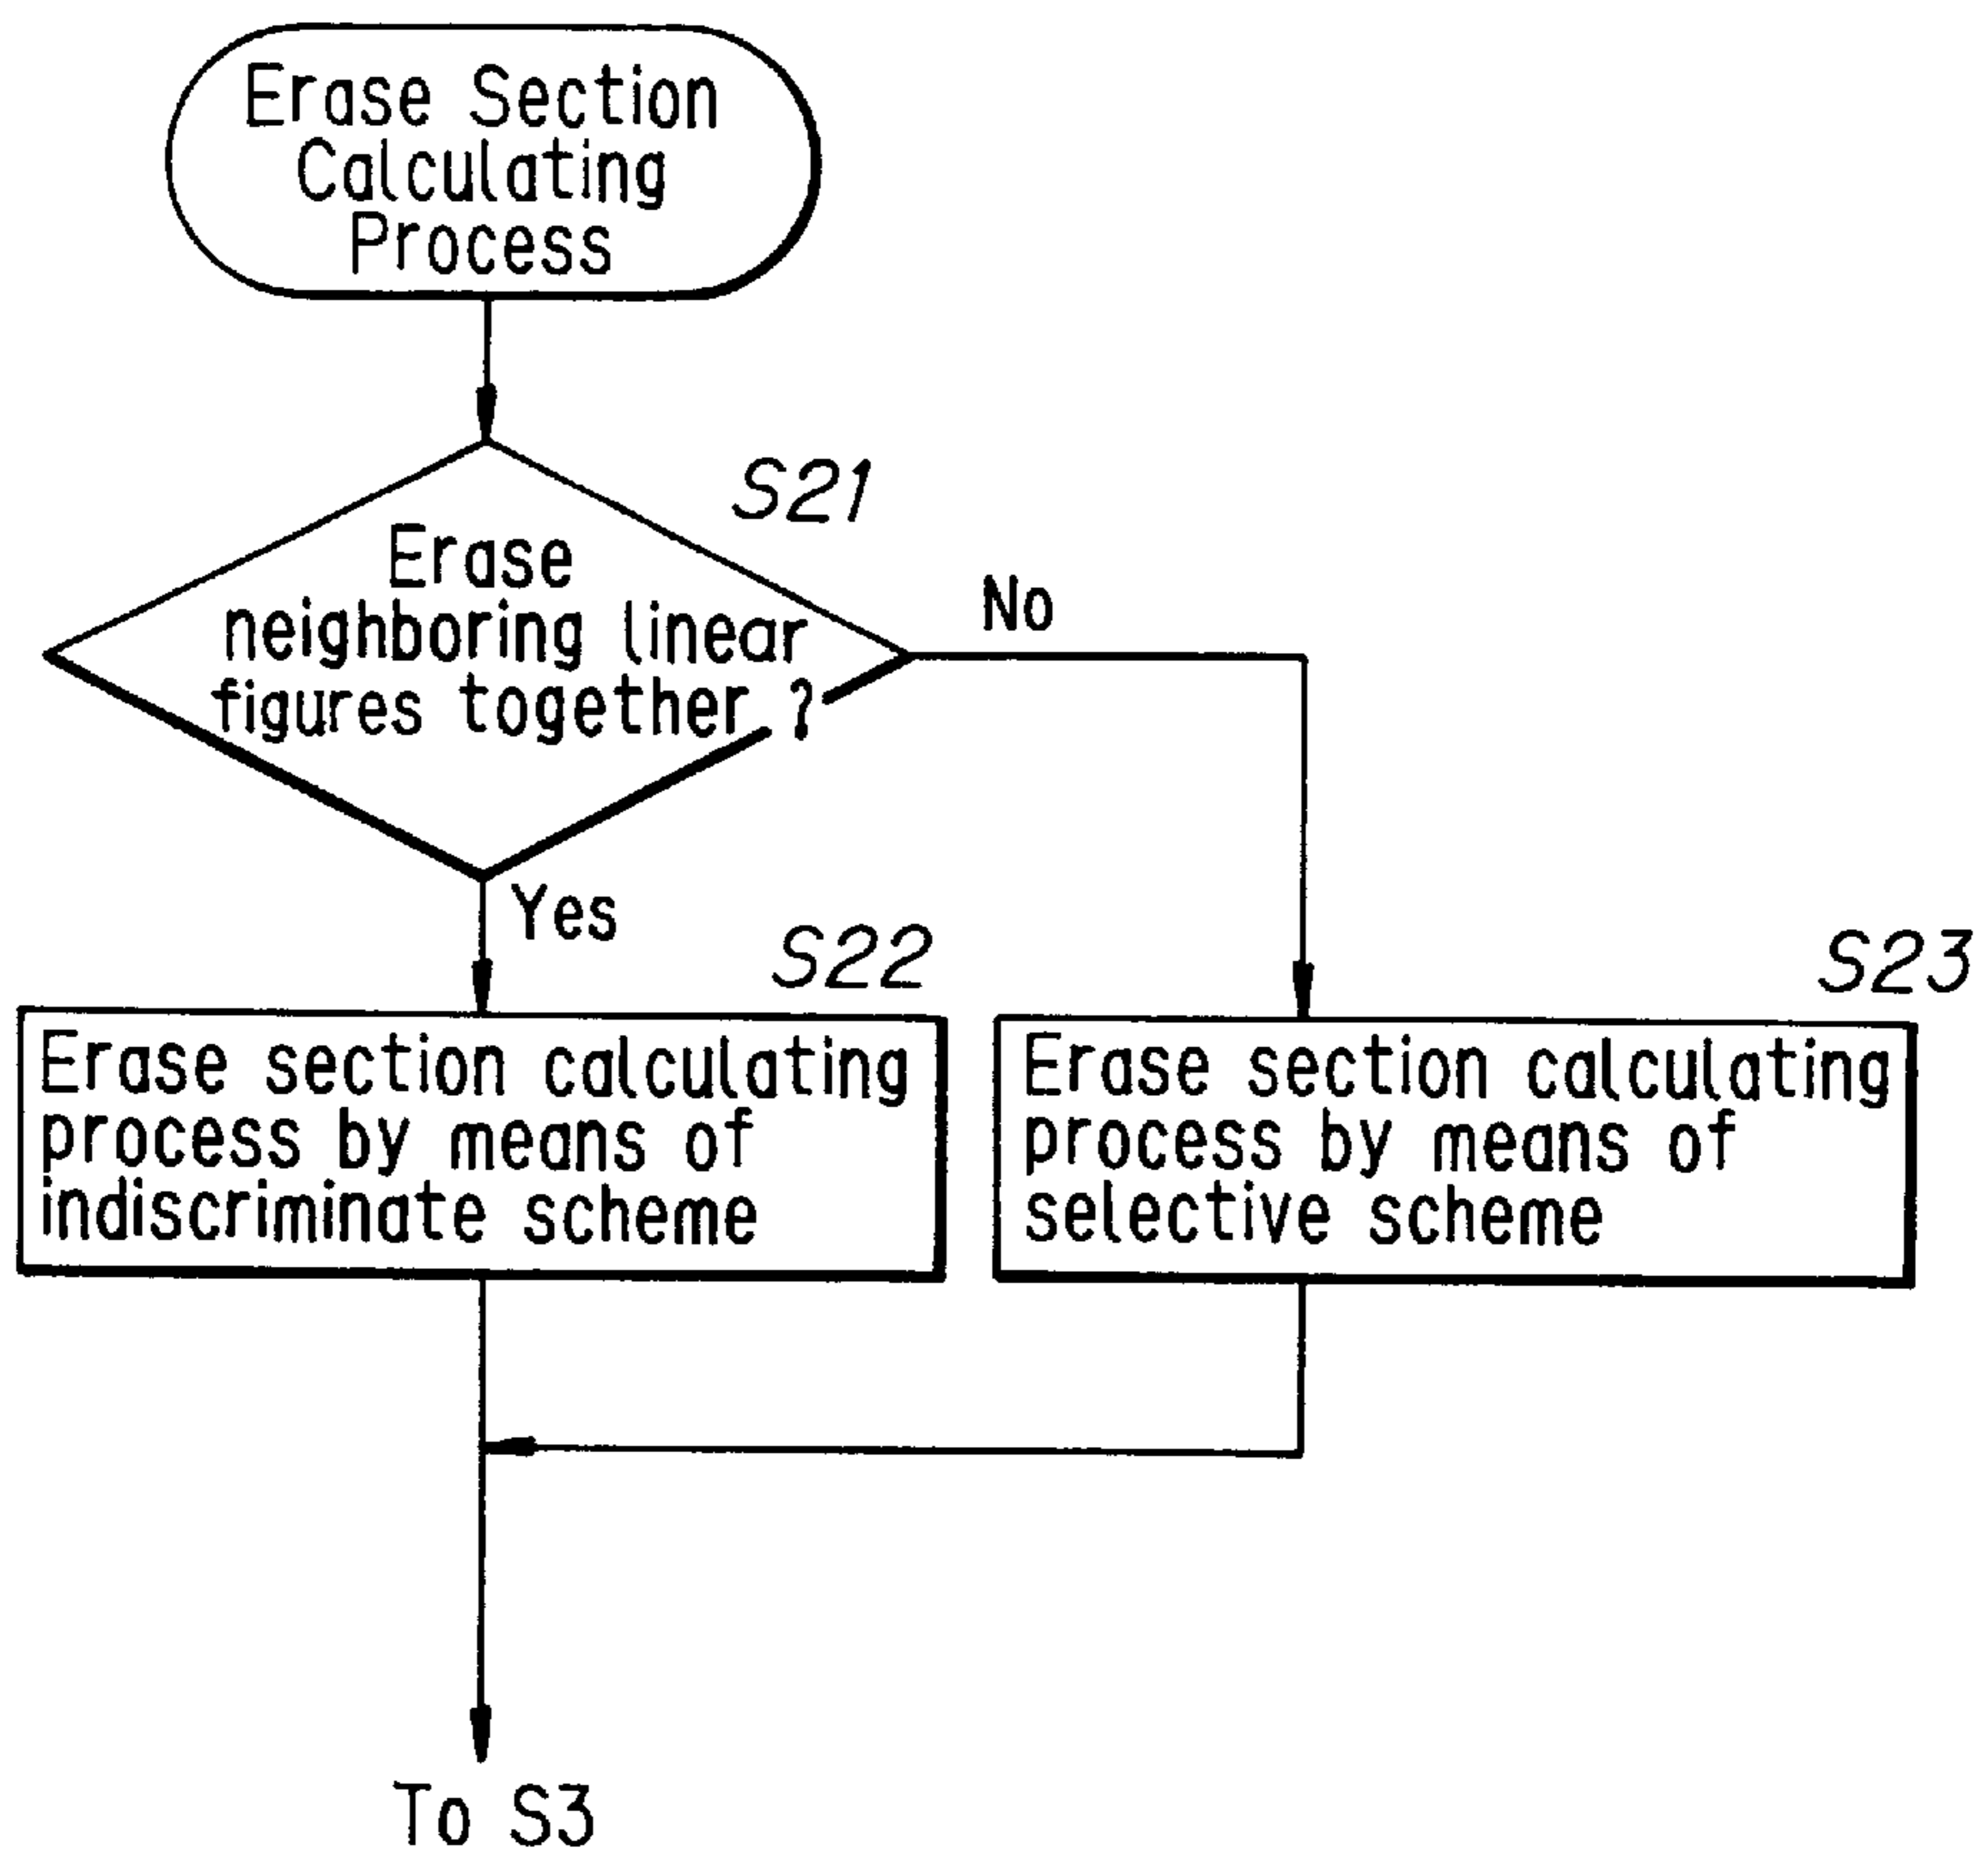 Erase Section
Calculating
Process
S21
Erase
neighboring linear
figures together ?
No
Yes
S22
Erase section calculating
process by means of
indiscriminate scheme
S23
Erase section calculating
process by means of
selective scheme
To S3